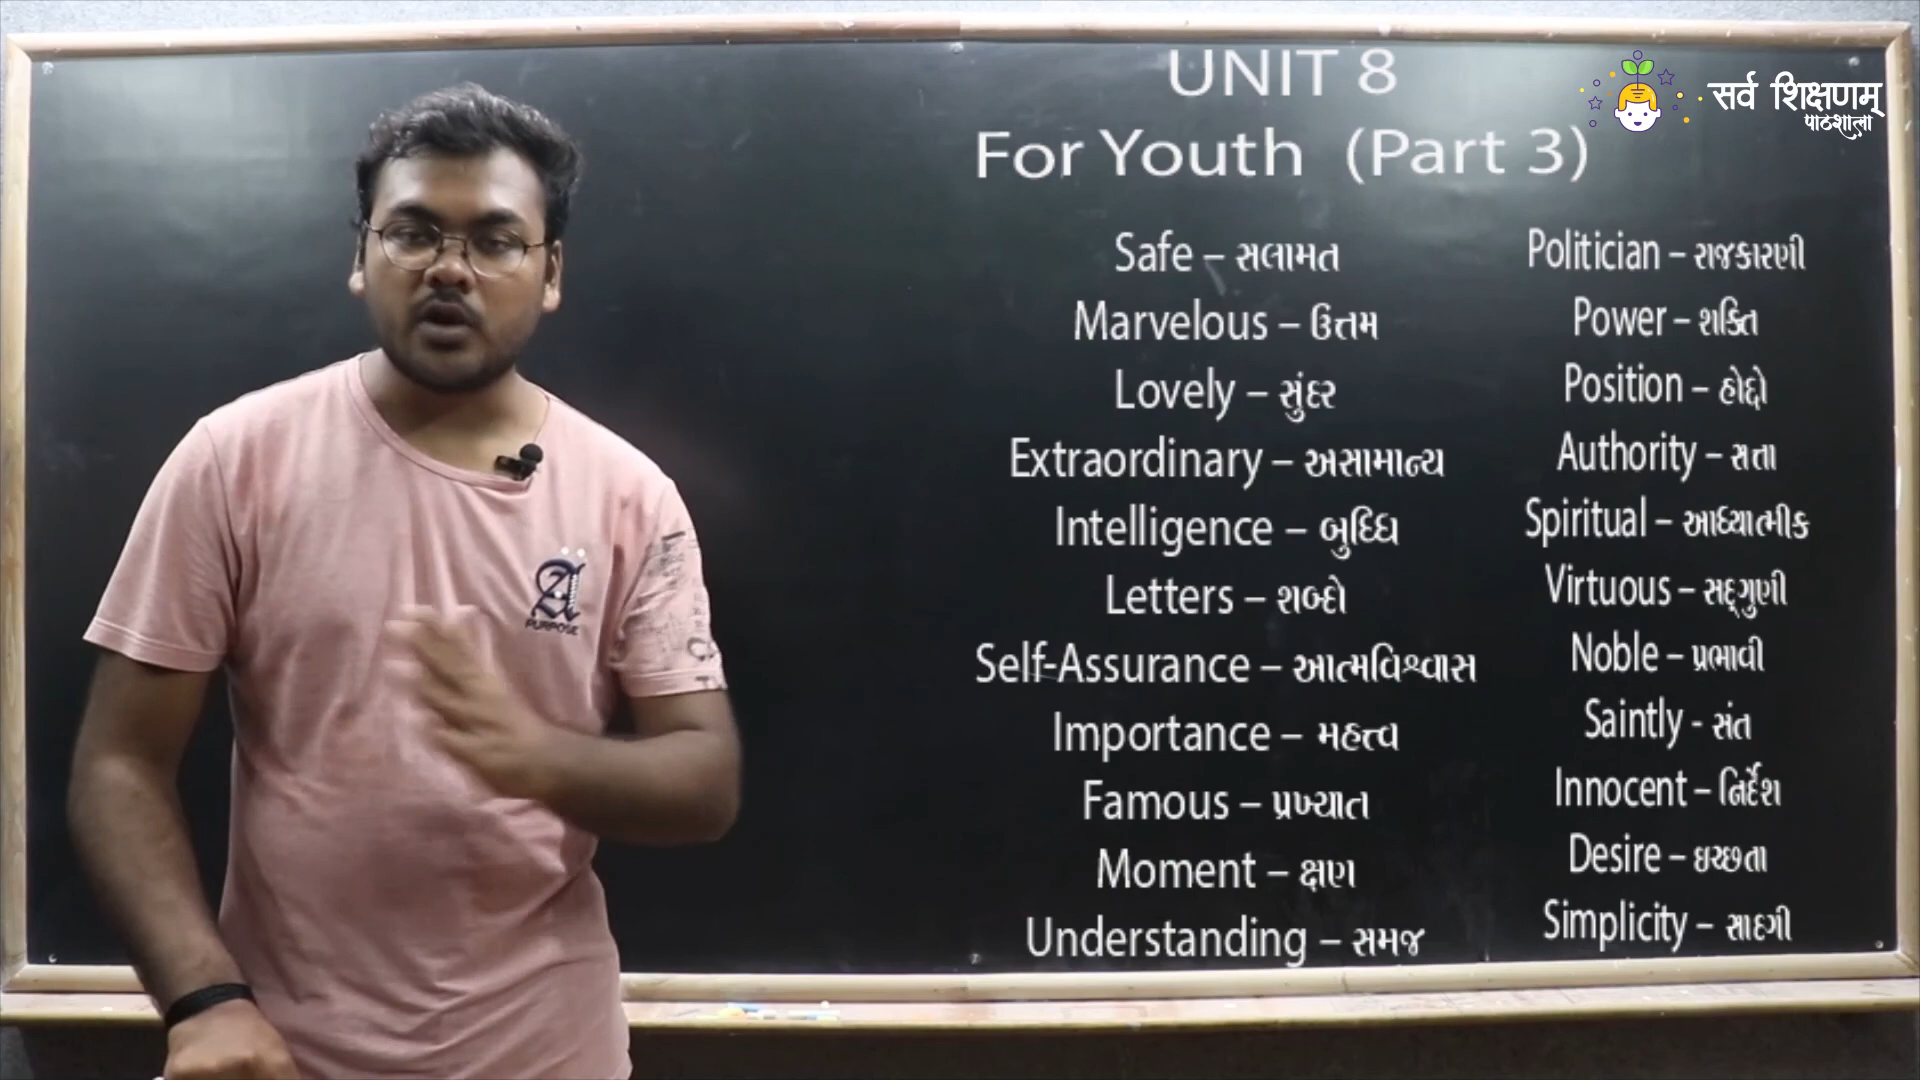 UNIT 8
For Youth (Part 3)
सर्व शिक्षणम्
पाठशाला
Safe – સલામત
Marvelous – ઉત્તમ
Lovely – સુંદર
Extraordinary – અસામાન્ય
Intelligence – બુધ્ધિ
Letters – શબ્દો
Self-Assurance – આત્મવિશ્વાસ
Importance – મહત્ત્વ
Famous – પ્રખ્યાત
Moment – ક્ષણ
Understanding – સમજ
Politician – રાજકારણી
Power – શક્તિ
Position – હોદ્દો
Authority – સતા
Spiritual – આધ્યાત્મીક
Virtuous – સદ્ગુણી
Noble – પ્રભાવી
Saintly - સંત
Innocent – નિર્દેશ
Desire – ઇચ્છતા
Simplicity – સાદગી
A
PURPOSE